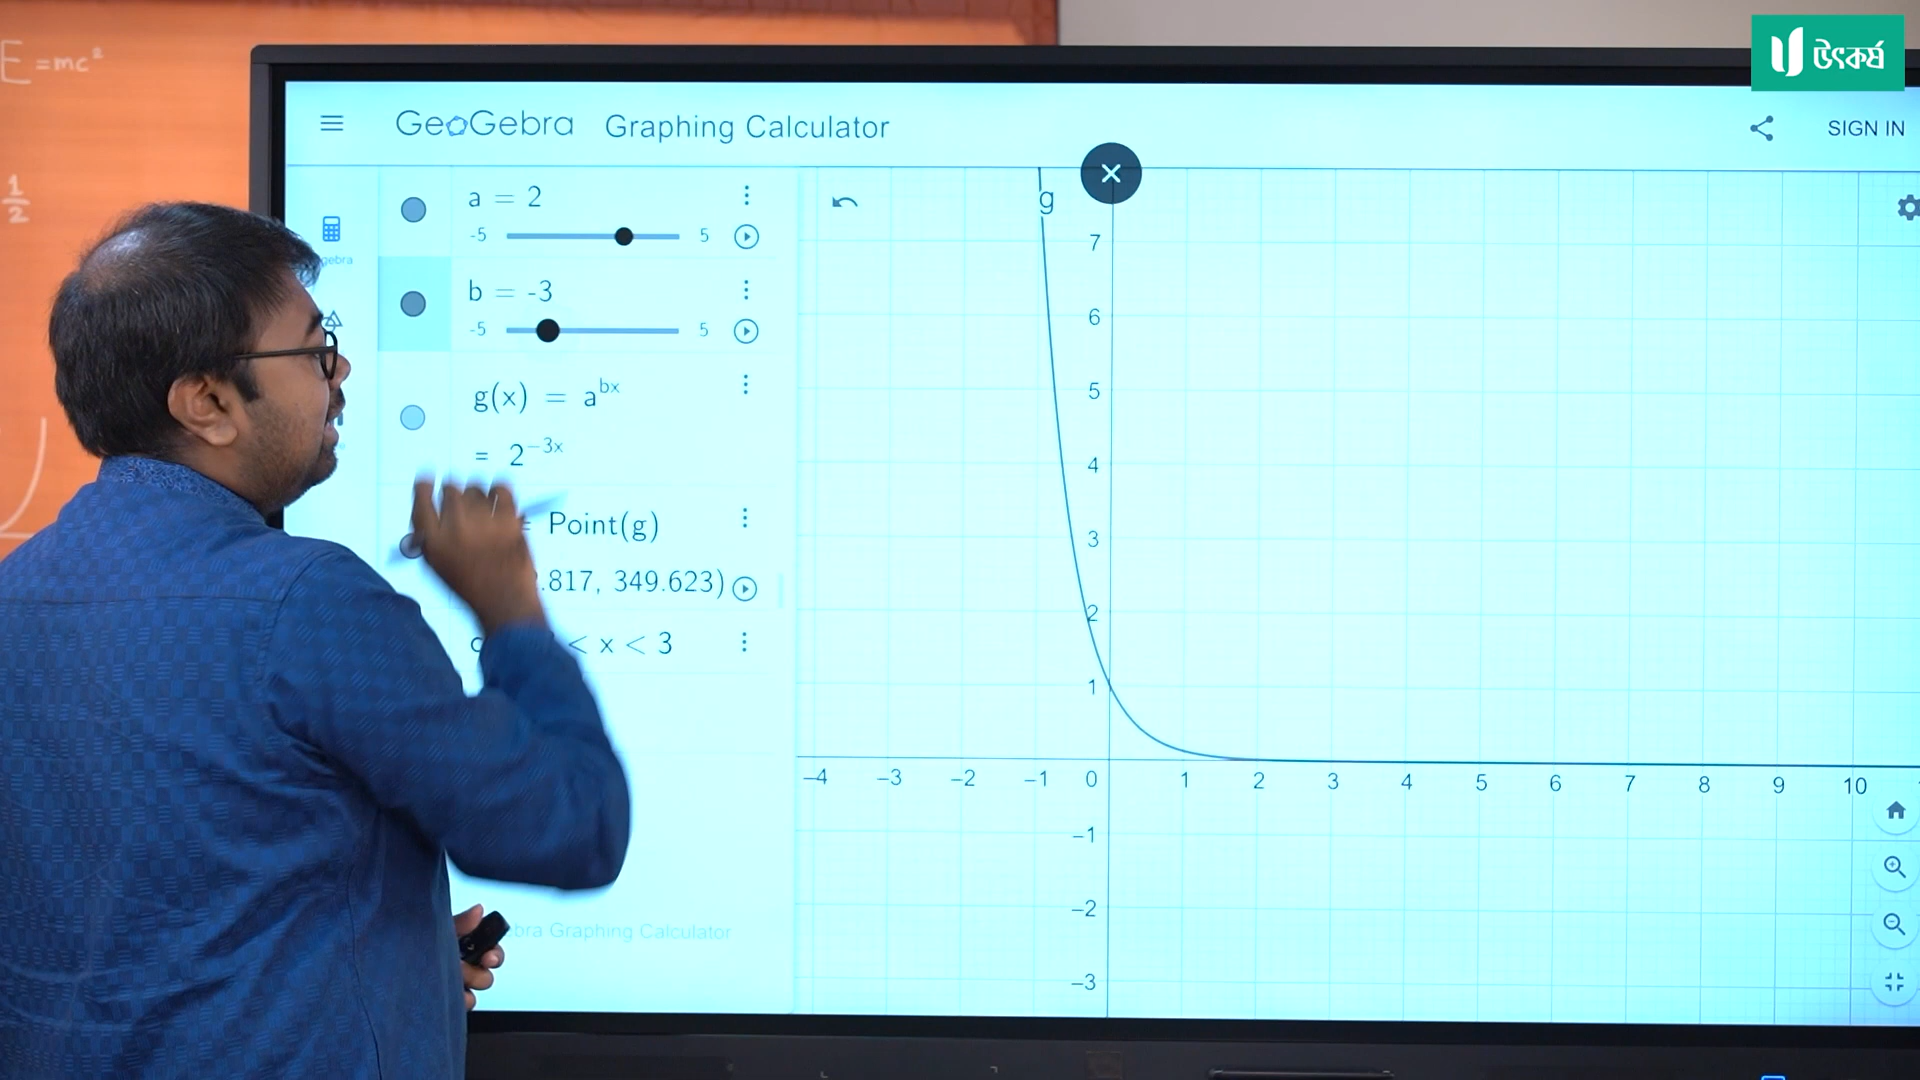 উৎকর্ষ
E=mc²
1/2
GeoGebra Graphing Calculator
SIGN IN
a = 2
-5 5
b = -3
-5 5
g(x) = a^{bx}
= 2^{-3x}
= Point(g)
.817, 349.623)
< x < 3
Graphing Calculator
g
7
6
5
4
3
2
1
-4 -3 -2 -1 0 1 2 3 4 5 6 7 8 9 10
-1
-2
-3